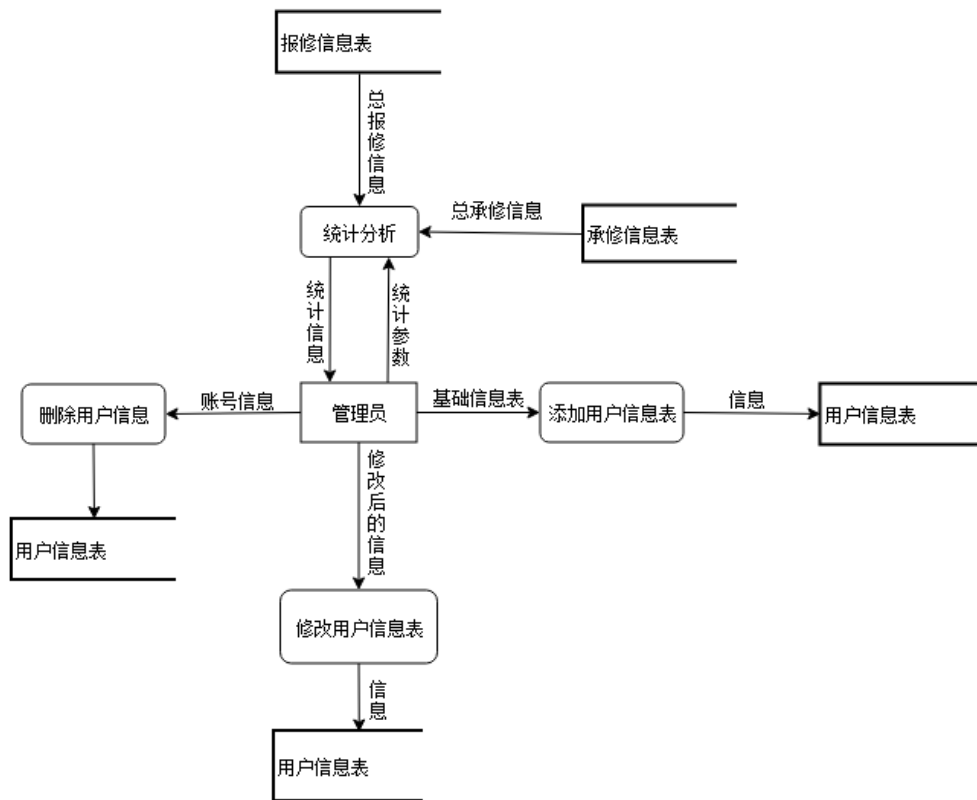 报修信息表
总报修信息
总承修信息
统计分析
承修信息表
统计信息
统计参数
账号信息
基础信息表
信息
删除用户信息
管理员
添加用户信息表
用户信息表
修改后的信息
用户信息表
修改用户信息表
信息
用户信息表